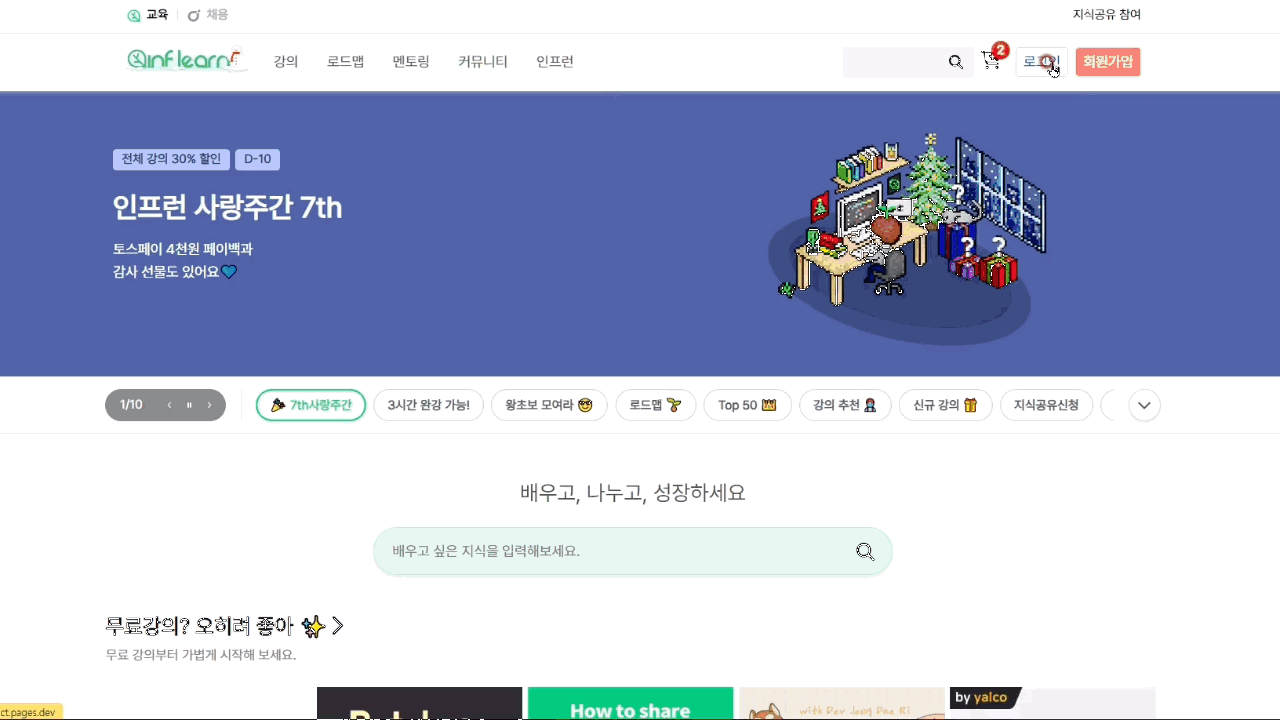 교육
채용
지식공유 참여
inflearn
강의
로드맵
멘토링
커뮤니티
인프런
2
회원가입
전체 강의 30% 할인
D-10
인프런 사랑주간 7th
토스페이 4천원 페이백과
감사 선물도 있어요💙
1/10
7th사랑주간
3시간 완강 가능!
왕초보 모여라
로드맵
Top 50
강의 추천
신규 강의
지식공유신청
배우고, 나누고, 성장하세요
배우고 싶은 지식을 입력해보세요.
무료강의? 오히려 좋아 ✨ >
무료 강의부터 가볍게 시작해 보세요.
How to share
with Dev Jeong Dae Ri
by yalco
ct.pages.dev